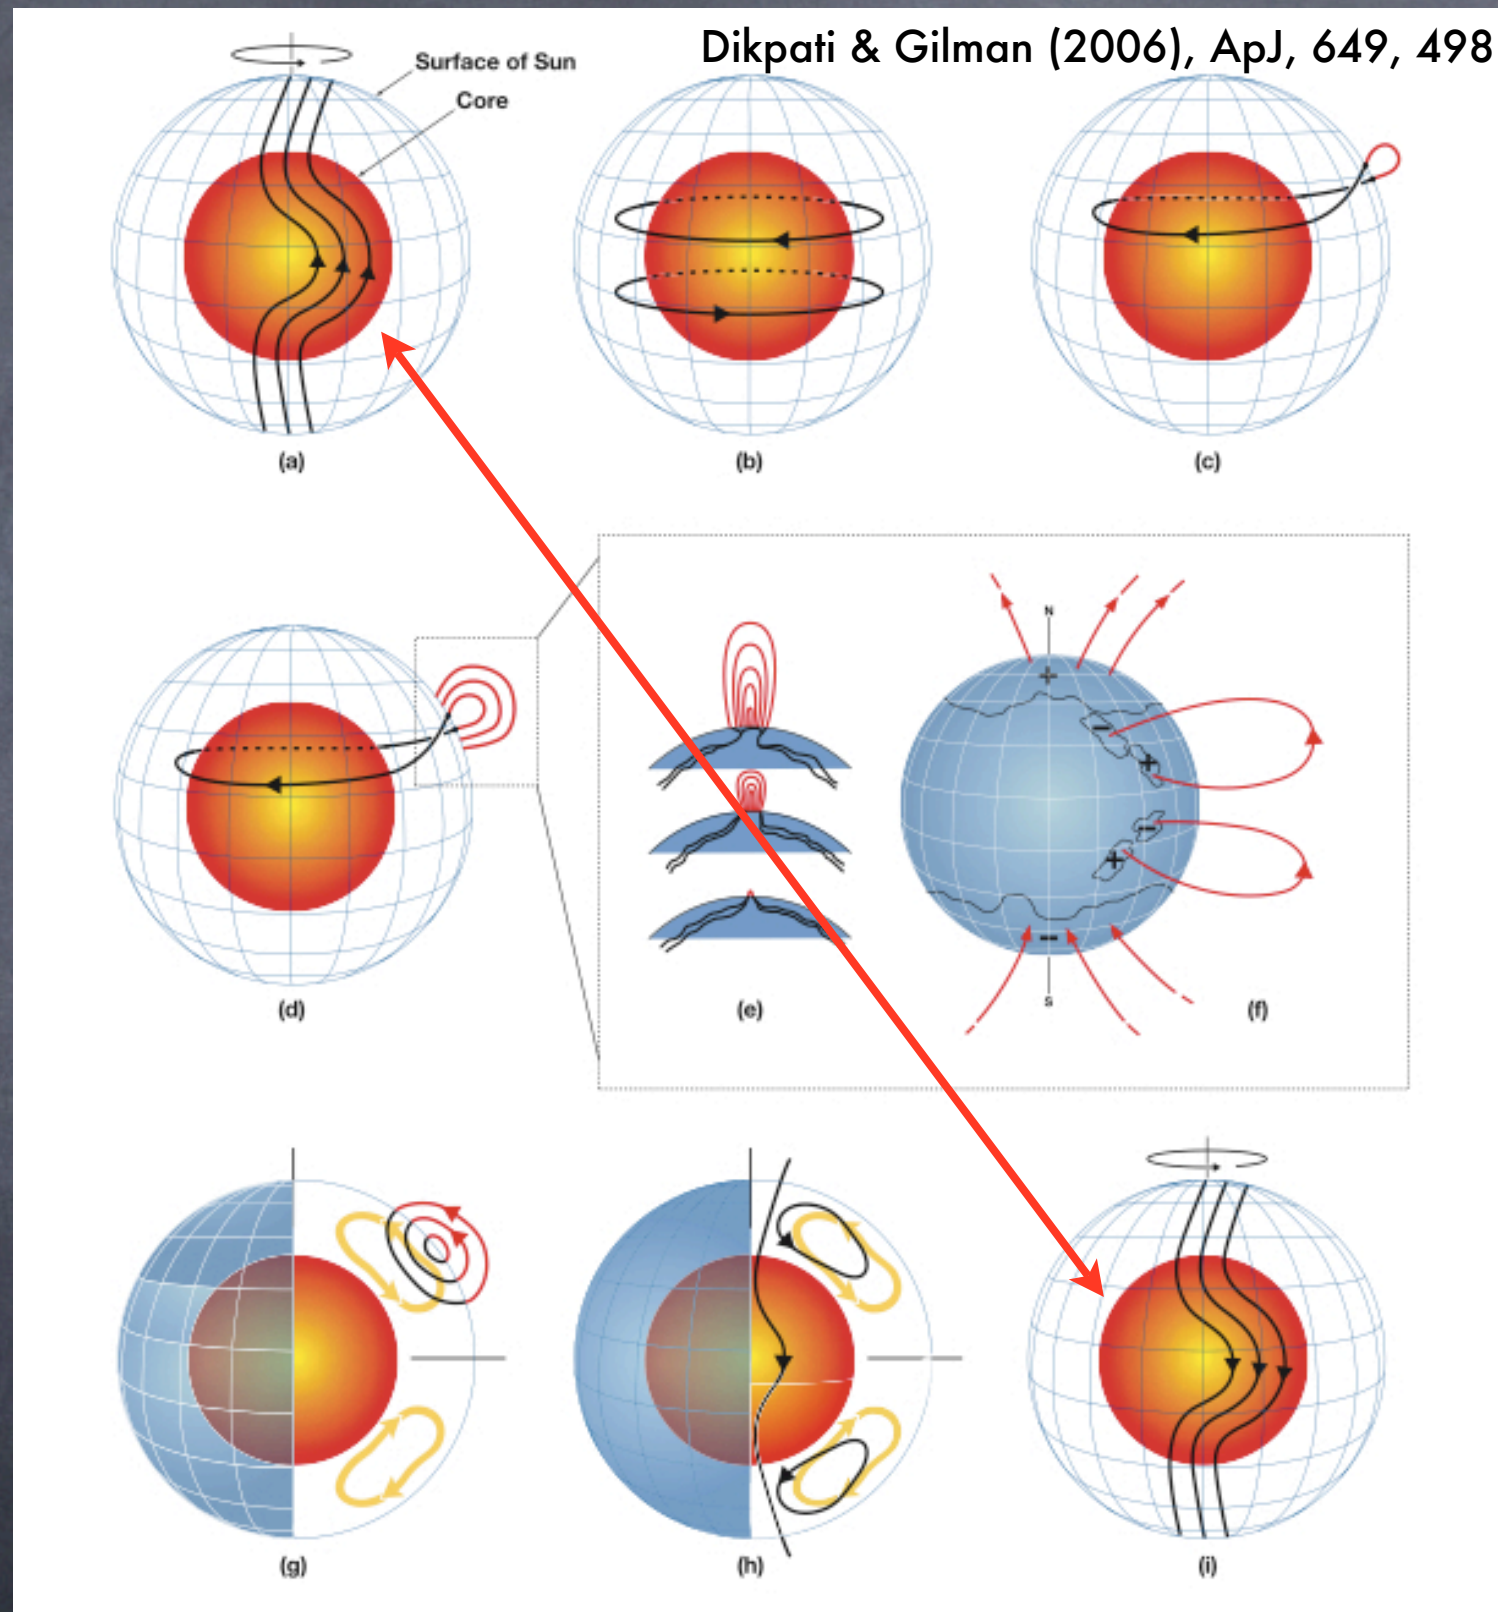 Dikpati & Gilman (2006), ApJ, 649, 498
Surface of Sun
Core
(a)
(b)
(c)
N
+
−
+
−
+
−
S
(d)
(e)
(f)
(g)
(h)
(i)